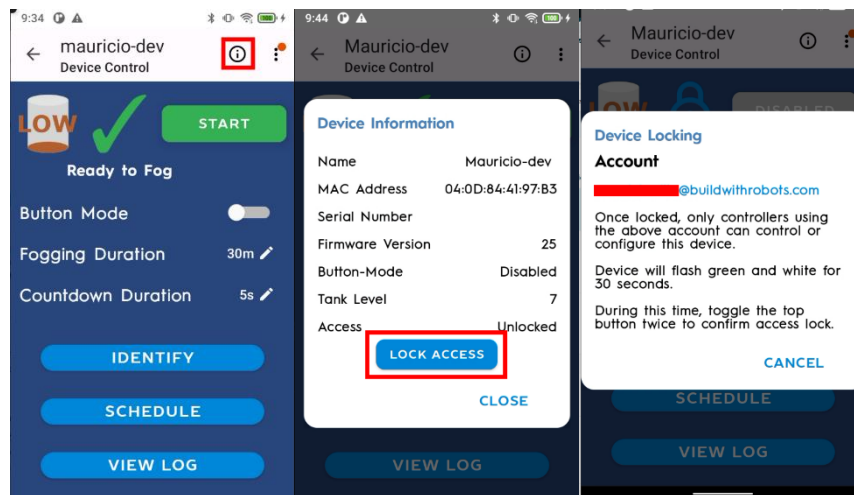 9:34
mauricio-dev
Device Control
LOW
START
Ready to Fog
Button Mode
Fogging Duration 30m
Countdown Duration 5s
IDENTIFY
SCHEDULE
VIEW LOG
9:44 100
Mauricio-dev
Device Control
Device Information
Name Mauricio-dev
MAC Address 04:0D:84:41:97:B3
Serial Number
Firmware Version 25
Button-Mode Disabled
Tank Level 7
Access Unlocked
LOCK ACCESS
CLOSE
VIEW LOG
Mauricio-dev
Device Control
LOW
DISABLED
Device Locking
Account
@buildwithrobots.com
Once locked, only controllers using
the above account can control or
configure this device.
Device will flash green and white for
30 seconds.
During this time, toggle the top
button twice to confirm access lock.
CANCEL
SCHEDULE
VIEW LOG